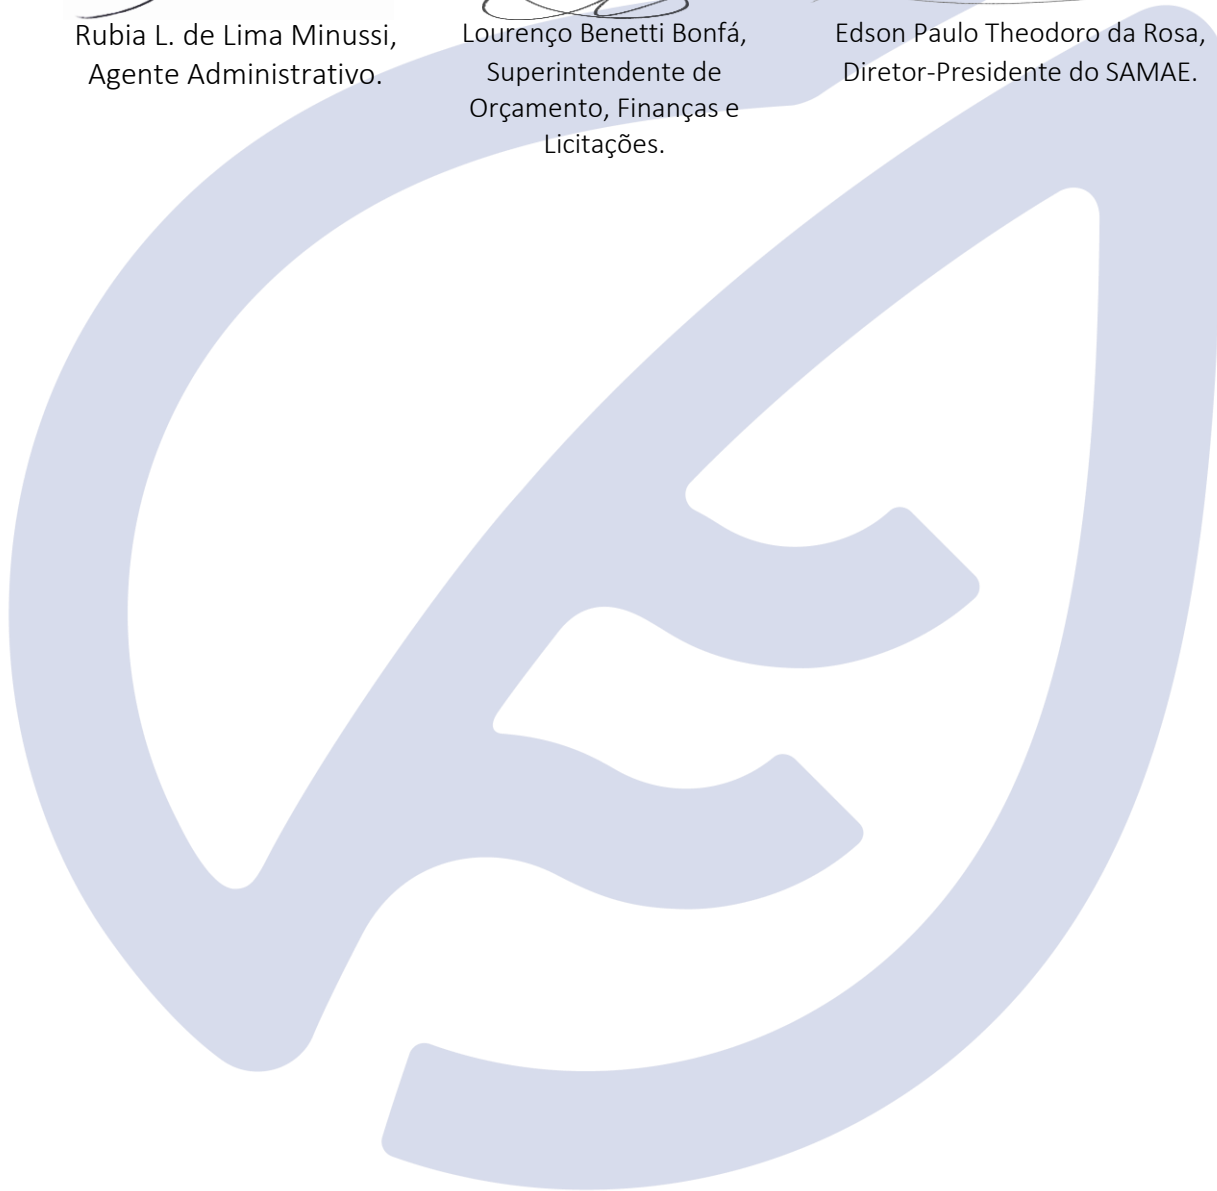 Rubia L. de Lima Minussi,
Agente Administrativo.
Lourenço Benetti Bonfá,
Superintendente de
Orçamento, Finanças e
Licitações.
Edson Paulo Theodoro da Rosa,
Diretor-Presidente do SAMAE.